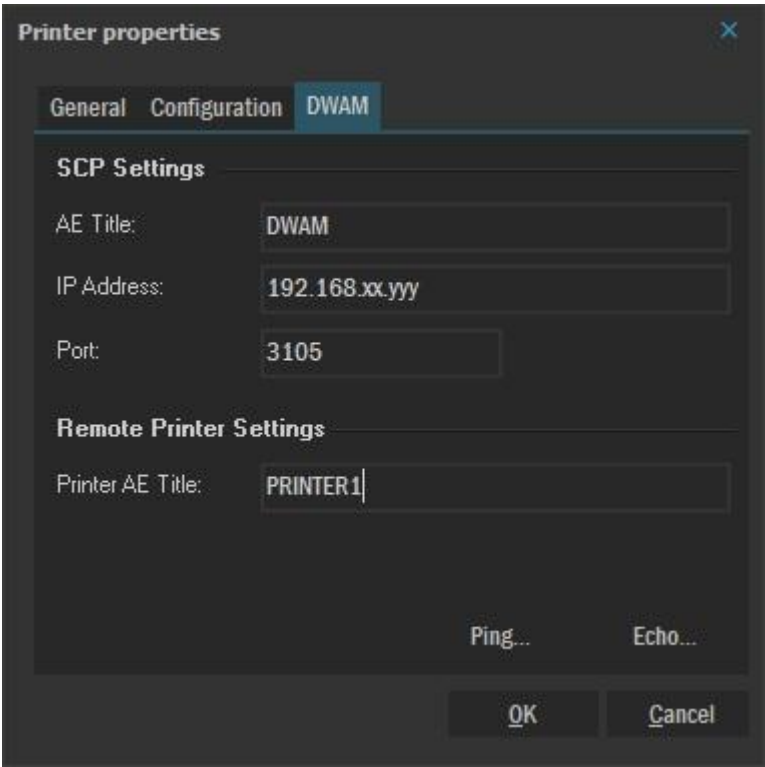 Printer properties
General Configuration DWAM
SCP Settings
AE Title: DWAM
IP Address: 192.168.xx.yyy
Port: 3105
Remote Printer Settings
Printer AE Title: PRINTER1
Ping... Echo...
OK Cancel